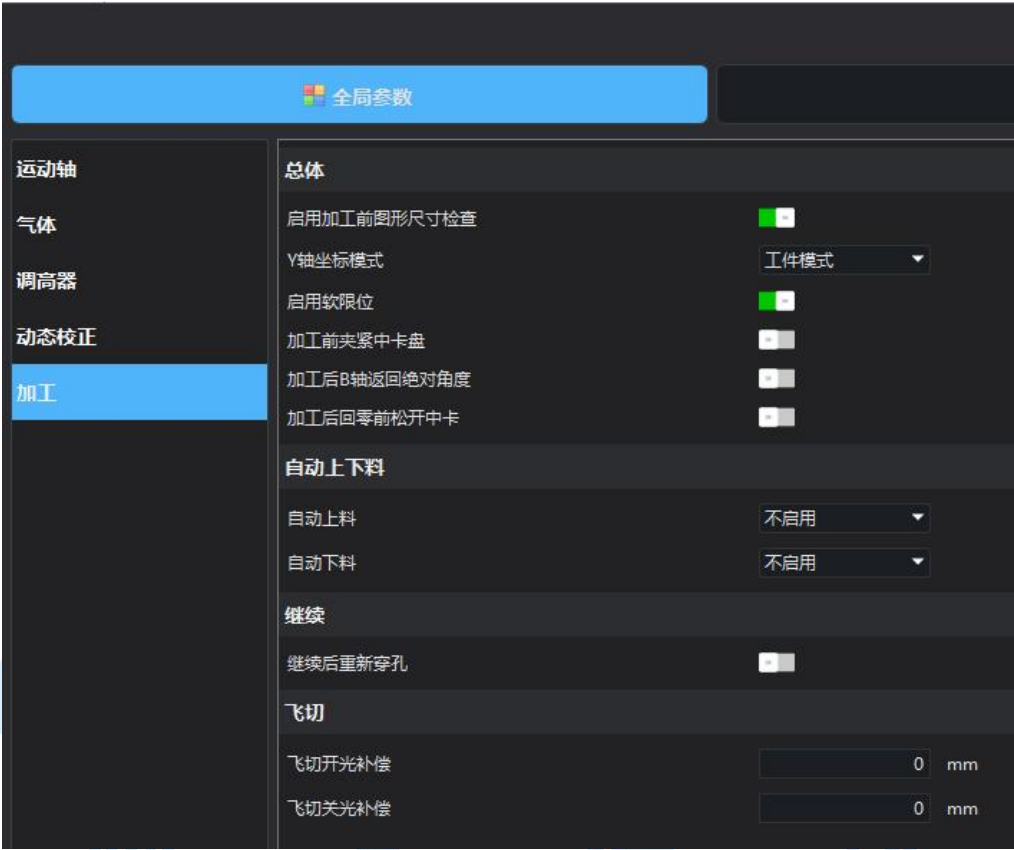 全局参数
运动轴
气体
调高器
动态校正
加工
总体
启用加工前图形尺寸检查
Y轴坐标模式 工件模式
启用软限位
加工前夹紧中卡盘
加工后B轴返回绝对角度
加工后回零前松开中卡
自动上下料
自动上料 不启用
自动下料 不启用
继续
继续后重新穿孔
飞切
飞切开光补偿 0 mm
飞切关光补偿 0 mm